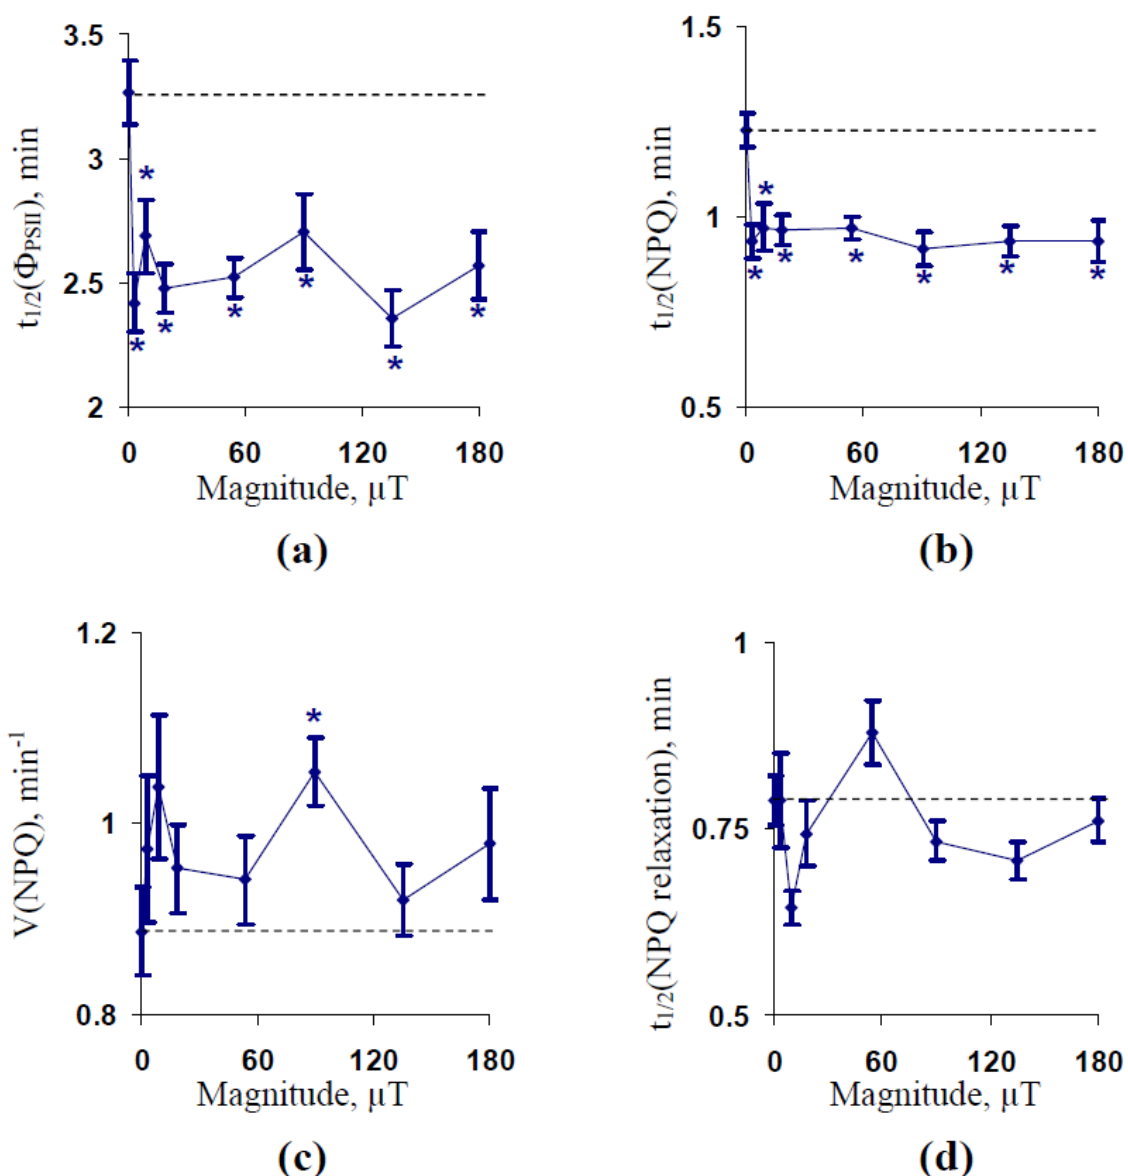 3.5
3
2.5
2
t1/2(ΦPSII), min
* * * * * * *
0 60 120 180
Magnitude, μT
(a)
1.5
1
0.5
t1/2(NPQ), min
* * * * * * *
0 60 120 180
Magnitude, μT
(b)
1.2
1
0.8
V(NPQ), min-1
*
0 60 120 180
Magnitude, μT
(c)
1
0.75
0.5
t1/2(NPQ relaxation), min
0 60 120 180
Magnitude, μT
(d)